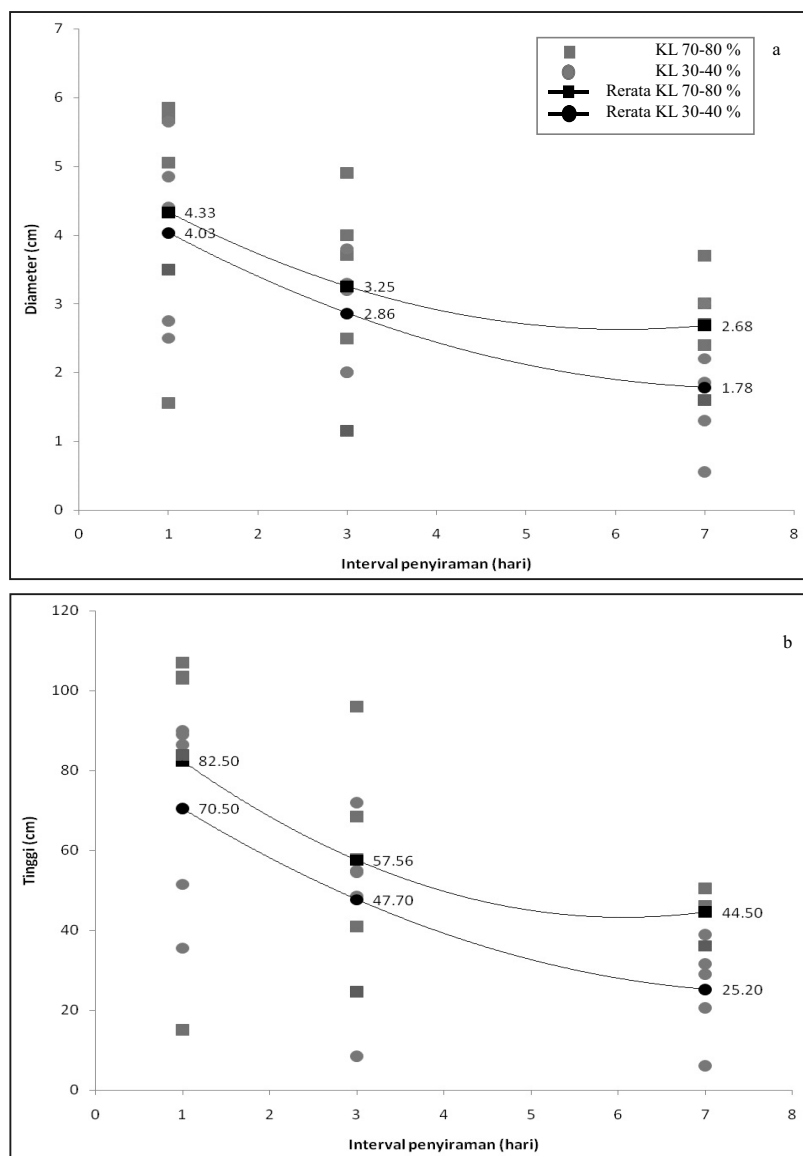 7
KL 70-80 %
a
KL 30-40 %
Rerata KL 70-80 %
6
Rerata KL 30-40 %
5
4.33
4
4.03
Diameter (cm)
3.25
3
2.86
2.68
2
1.78
1
0
0 1 2 3 4 5 6 7 8
Interval penyiraman (hari)
120
b
100
80
82.50
70.50
Tinggi (cm)
60
57.56
47.70
44.50
40
25.20
20
0
0 1 2 3 4 5 6 7 8
Interval penyiraman (hari)